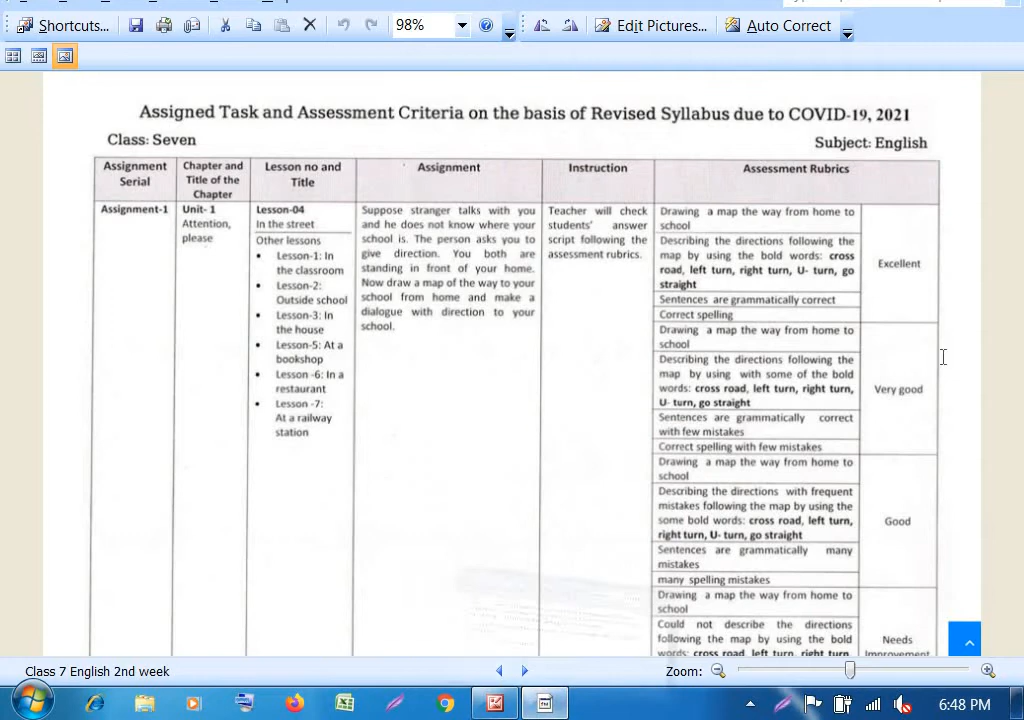 Shortcuts...
98%
Edit Pictures...
Auto Correct
Assigned Task and Assessment Criteria on the basis of Revised Syllabus due to COVID-19, 2021
Class: Seven
Subject: English
Assignment Serial
Chapter and Title of the Chapter
Lesson no and Title
Assignment
Instruction
Assessment Rubrics
Assignment-1
Unit- 1
Attention,
please
Lesson-04
In the street
Other lessons
• Lesson-1: In
the classroom
• Lesson-2:
Outside school
• Lesson-3: In
the house
• Lesson-5: At a
bookshop
• Lesson -6: In a
restaurant
• Lesson -7:
At a railway
station
Suppose stranger talks with you
and he does not know where your
school is. The person asks you to
give direction. You both are
standing in front of your home.
Now draw a map of the way to your
school from home and make a
dialogue with direction to your
school.
Teacher will check
students' answer
script following the
assessment rubrics.
Drawing a map the way from home to
school
Describing the directions following the
map by using the bold words: cross
road, left turn, right turn, U- turn, go
straight
Sentences are grammatically correct
Correct spelling
Excellent
Drawing a map the way from home to
school
Describing the directions following the
map by using with some of the bold
words: cross road, left turn, right turn,
U- turn, go straight
Sentences are grammatically correct
with few mistakes
Correct spelling with few mistakes
Very good
Drawing a map the way from home to
school
Describing the directions with frequent
mistakes following the map by using the
some bold words: cross road, left turn,
right turn, U- turn, go straight
Sentences are grammatically many
mistakes
many spelling mistakes
Good
Drawing a map the way from home to
school
Could not describe the directions
following the map by using the bold
words: cross road, left turn, right turn,
Needs
Improvement
Class 7 English 2nd week
Zoom:
6:48 PM